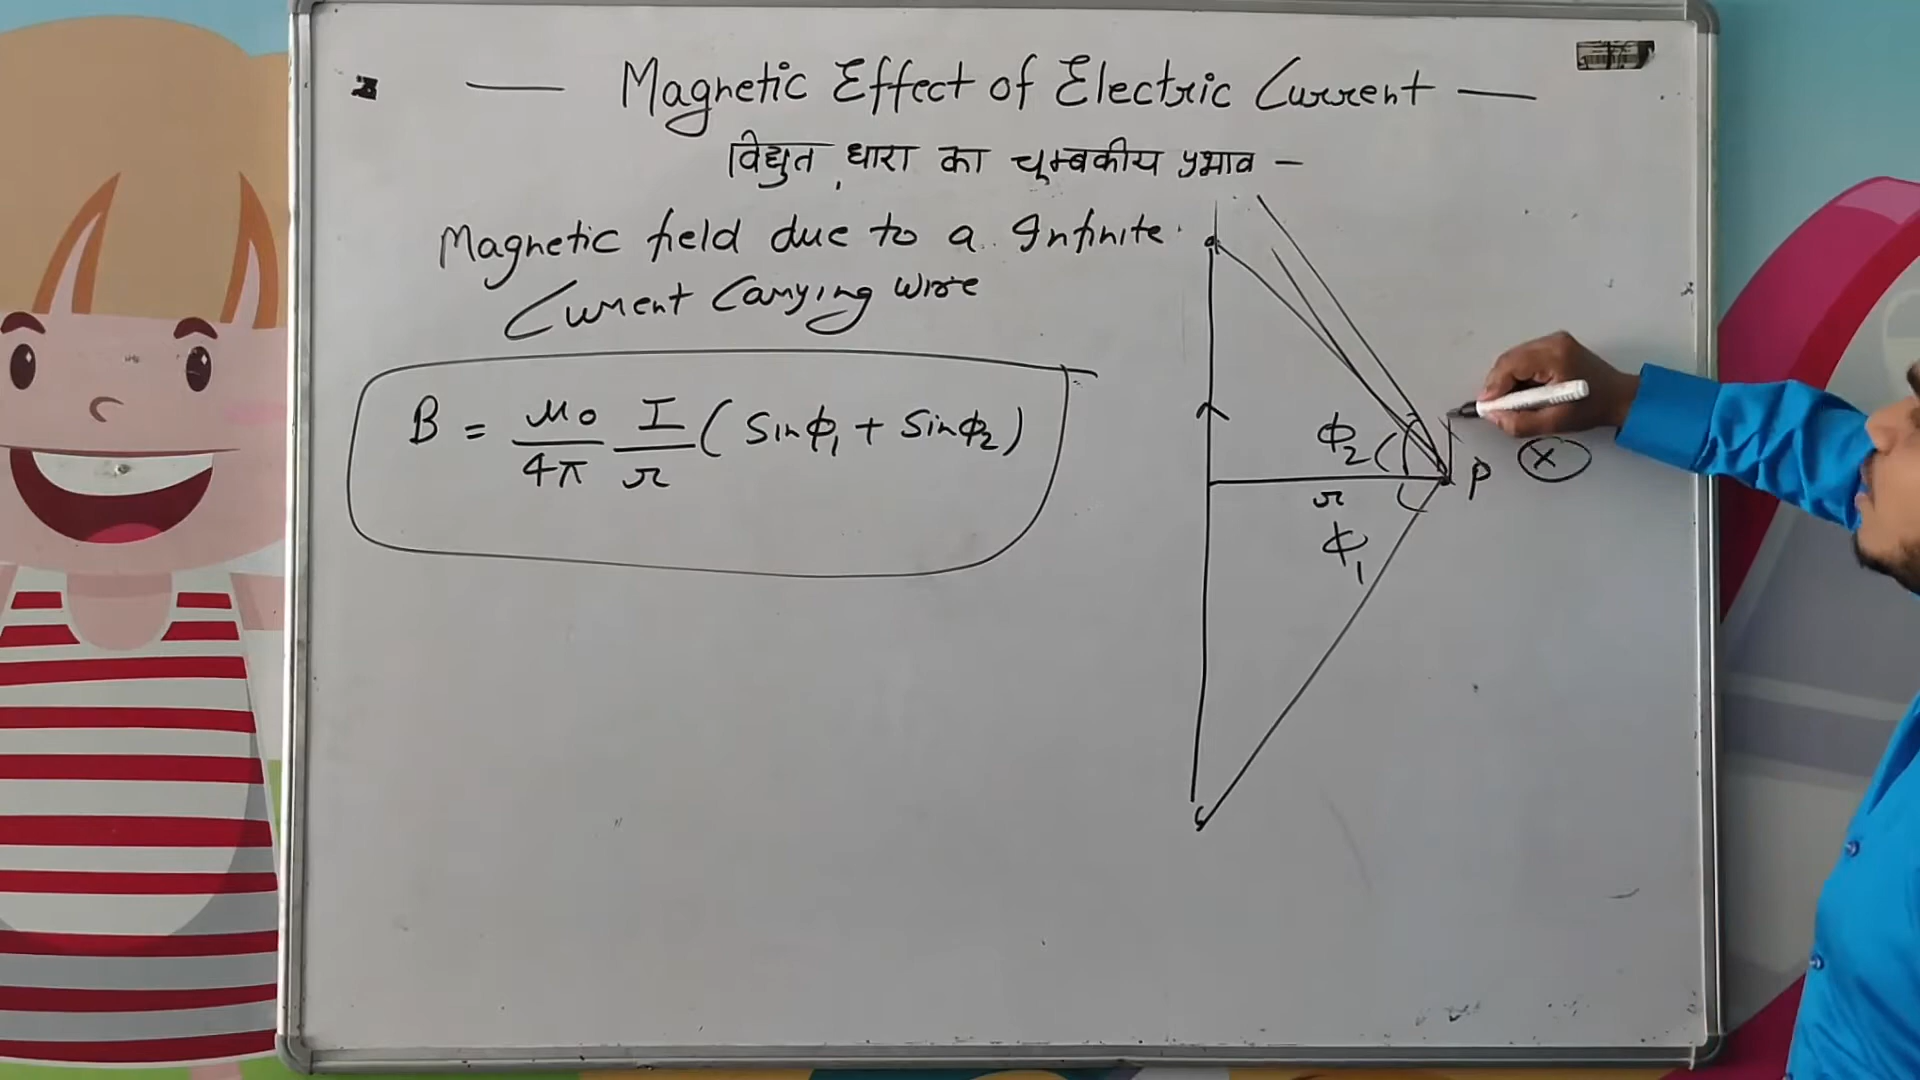 — Magnetic Effect of Electric Current —
विद्युत धारा का चूम्बकीय प्रभाव –
Magnetic field due to a Infinite
Current Carrying wire
B = μ₀/4π I/r ( Sinϕ₁ + Sinϕ₂ )
ϕ₂
P
X
r
ϕ₁